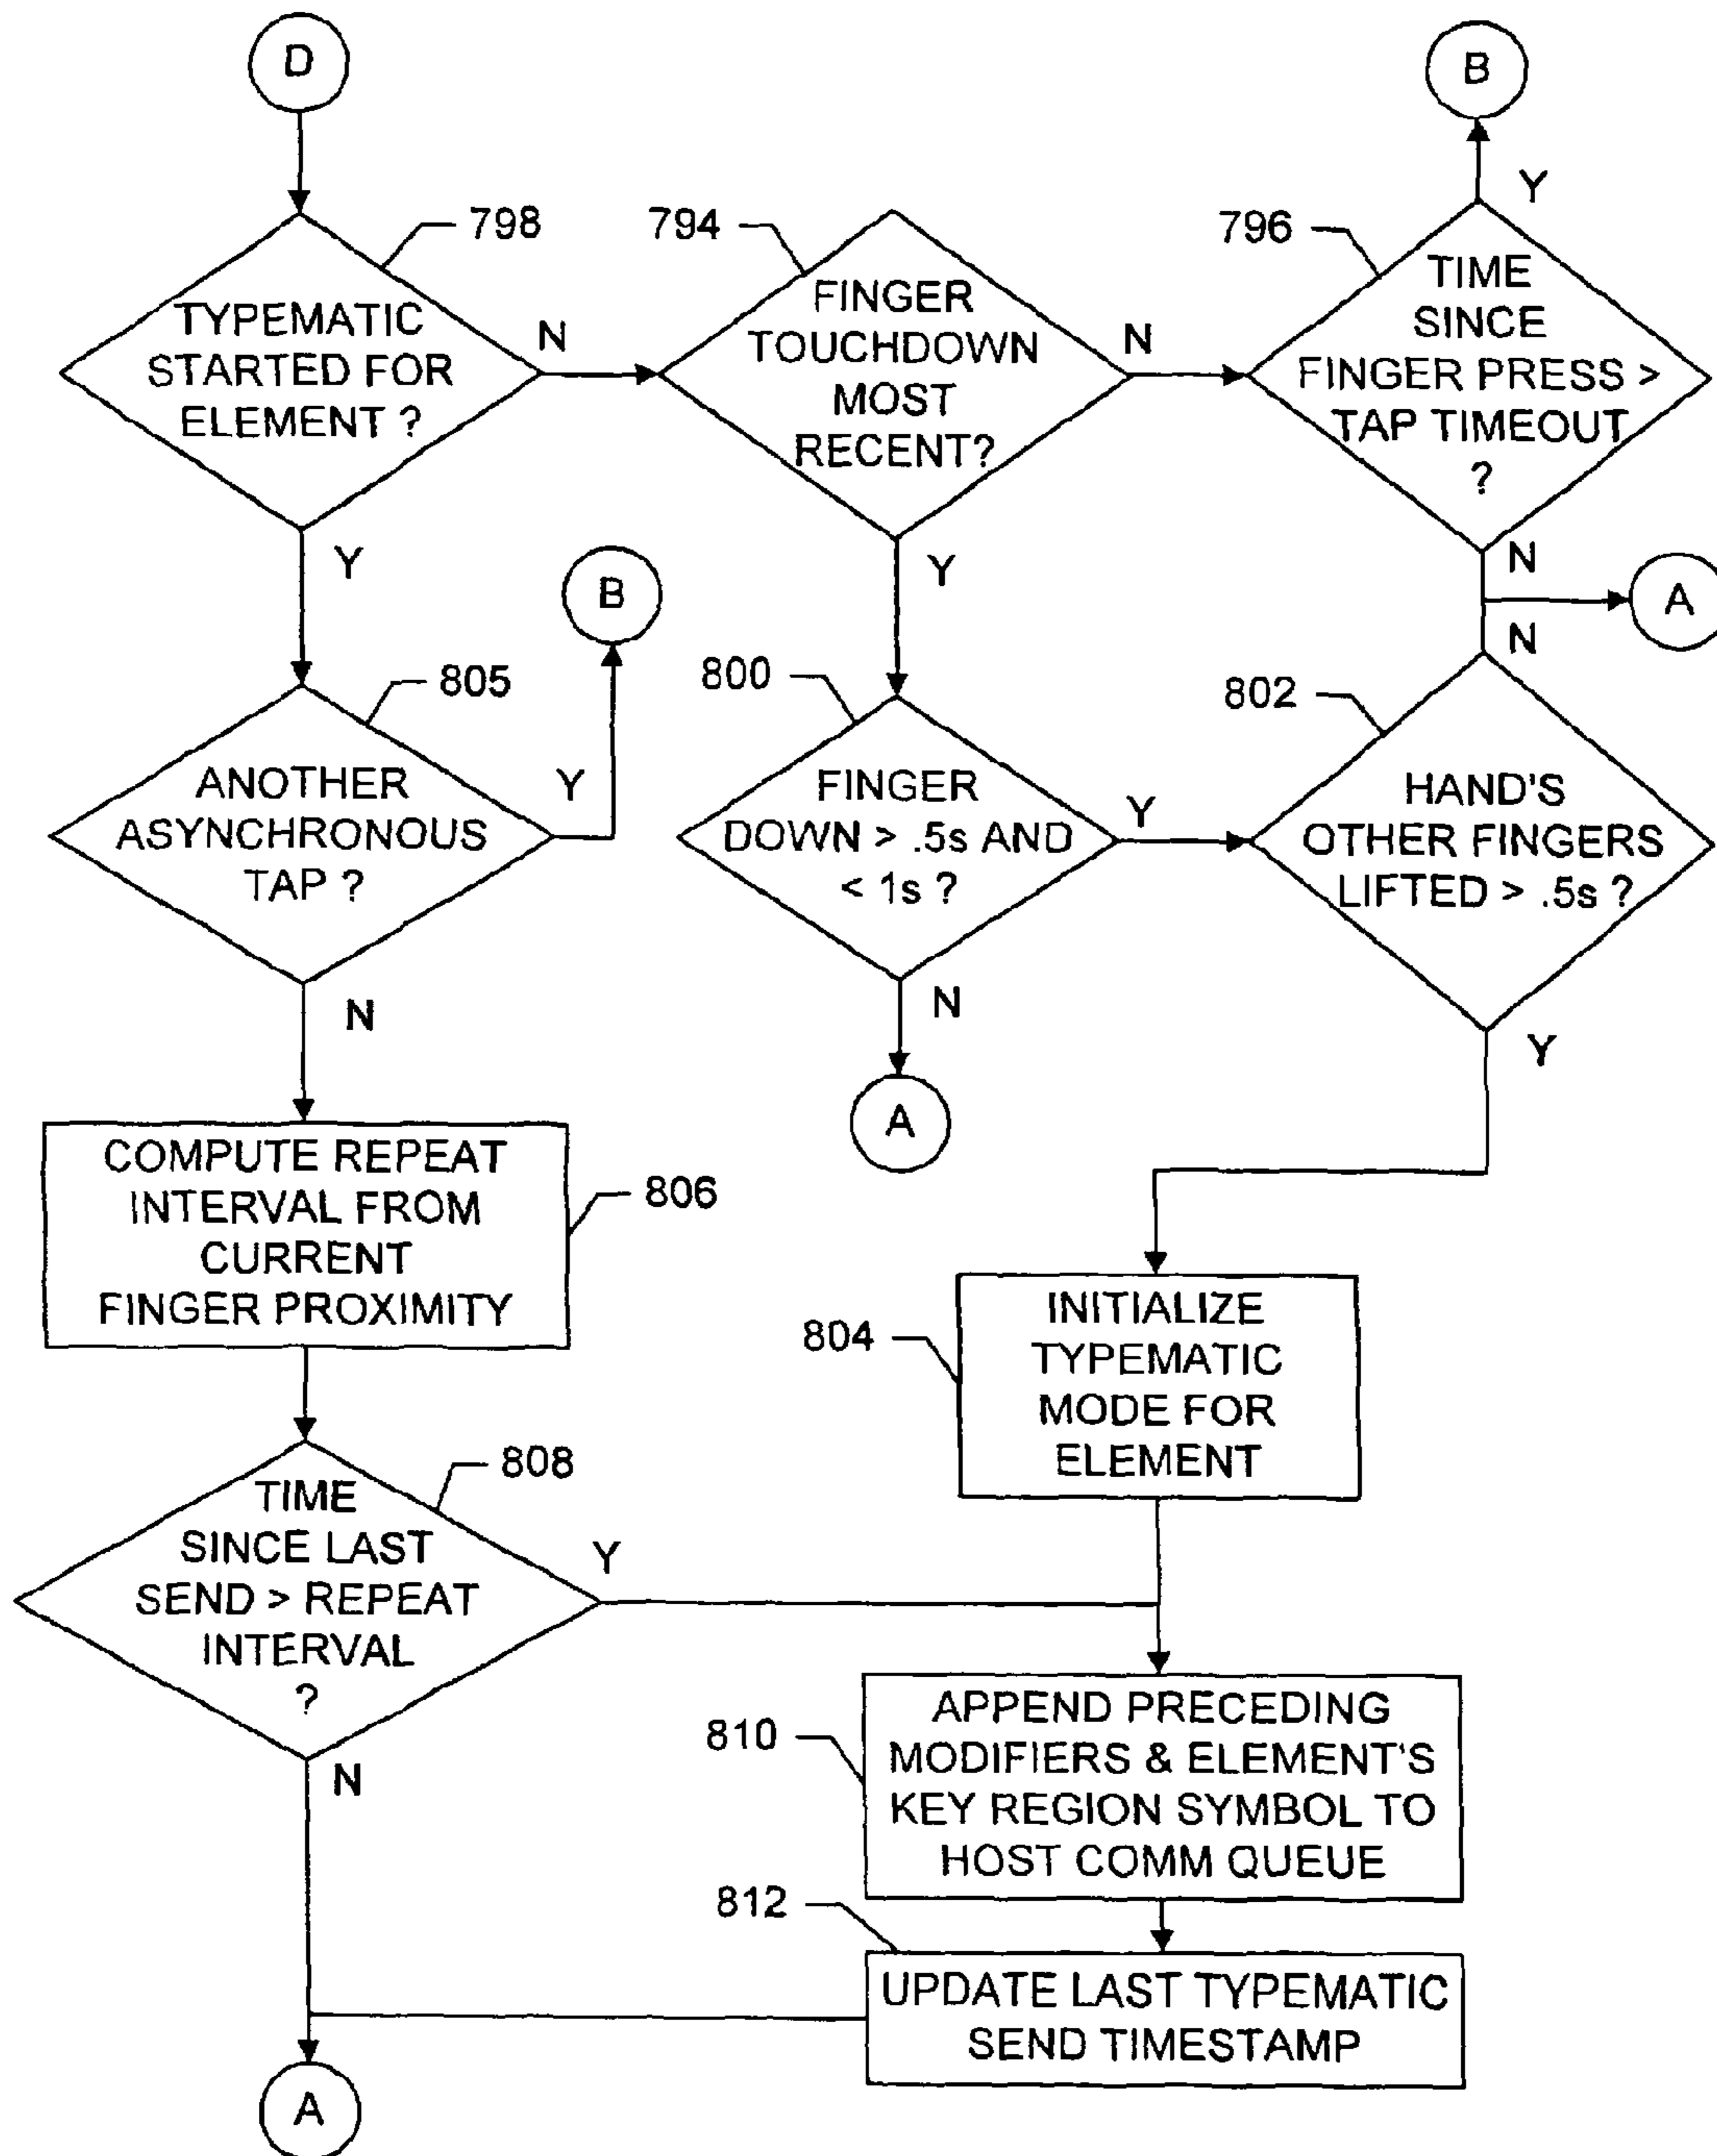 D
B
798
794
796
TYPEMATIC
STARTED FOR
ELEMENT ?
N
Y
FINGER
TOUCHDOWN
MOST
RECENT?
N
Y
Y
TIME
SINCE
FINGER PRESS >
TAP TIMEOUT
?
N
A
N
B
805
ANOTHER
ASYNCHRONOUS
TAP ?
Y
N
800
FINGER
DOWN > .5s AND
< 1s ?
Y
N
A
802
HAND'S
OTHER FINGERS
LIFTED > .5s ?
Y
COMPUTE REPEAT
INTERVAL FROM
CURRENT
FINGER PROXIMITY
806
804
INITIALIZE
TYPEMATIC
MODE FOR
ELEMENT
808
TIME
SINCE LAST
SEND > REPEAT
INTERVAL
?
Y
N
810
APPEND PRECEDING
MODIFIERS & ELEMENT'S
KEY REGION SYMBOL TO
HOST COMM QUEUE
812
UPDATE LAST TYPEMATIC
SEND TIMESTAMP
A